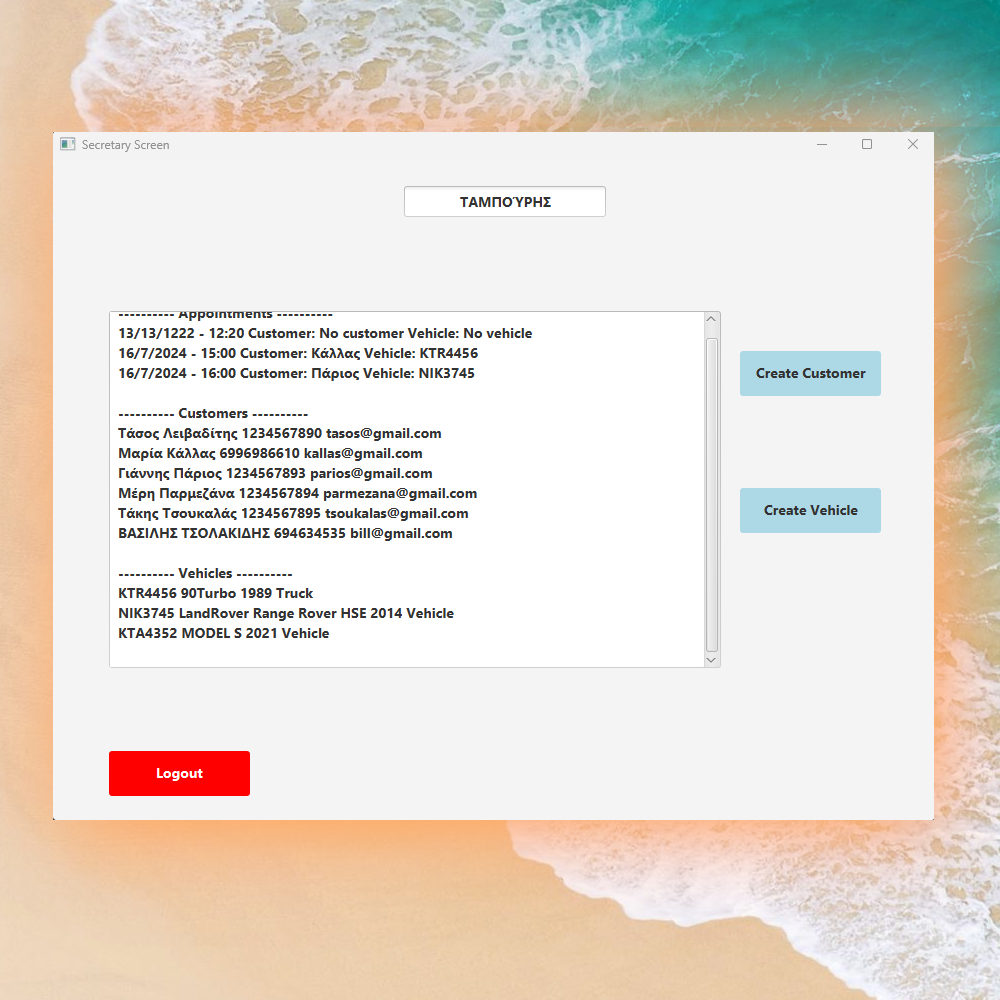 Secretary Screen
ΤΑΜΠΟΎΡΗΣ
---------- Appointments ----------
13/13/1222 - 12:20 Customer: No customer Vehicle: No vehicle
16/7/2024 - 15:00 Customer: Κάλλας Vehicle: KTR4456
16/7/2024 - 16:00 Customer: Πάριος Vehicle: NIK3745
---------- Customers ----------
Τάσος Λειβαδίτης 1234567890 tasos@gmail.com
Μαρία Κάλλας 6996986610 kallas@gmail.com
Γιάννης Πάριος 1234567893 parios@gmail.com
Μέρη Παρμεζάνα 1234567894 parmezana@gmail.com
Τάκης Τσουκαλάς 1234567895 tsoukalas@gmail.com
ΒΑΣΙΛΗΣ ΤΣΟΛΑΚΙΔΗΣ 694634535 bill@gmail.com
---------- Vehicles ----------
KTR4456 90Turbo 1989 Truck
NIK3745 LandRover Range Rover HSE 2014 Vehicle
KTA4352 MODEL S 2021 Vehicle
Create Customer
Create Vehicle
Logout